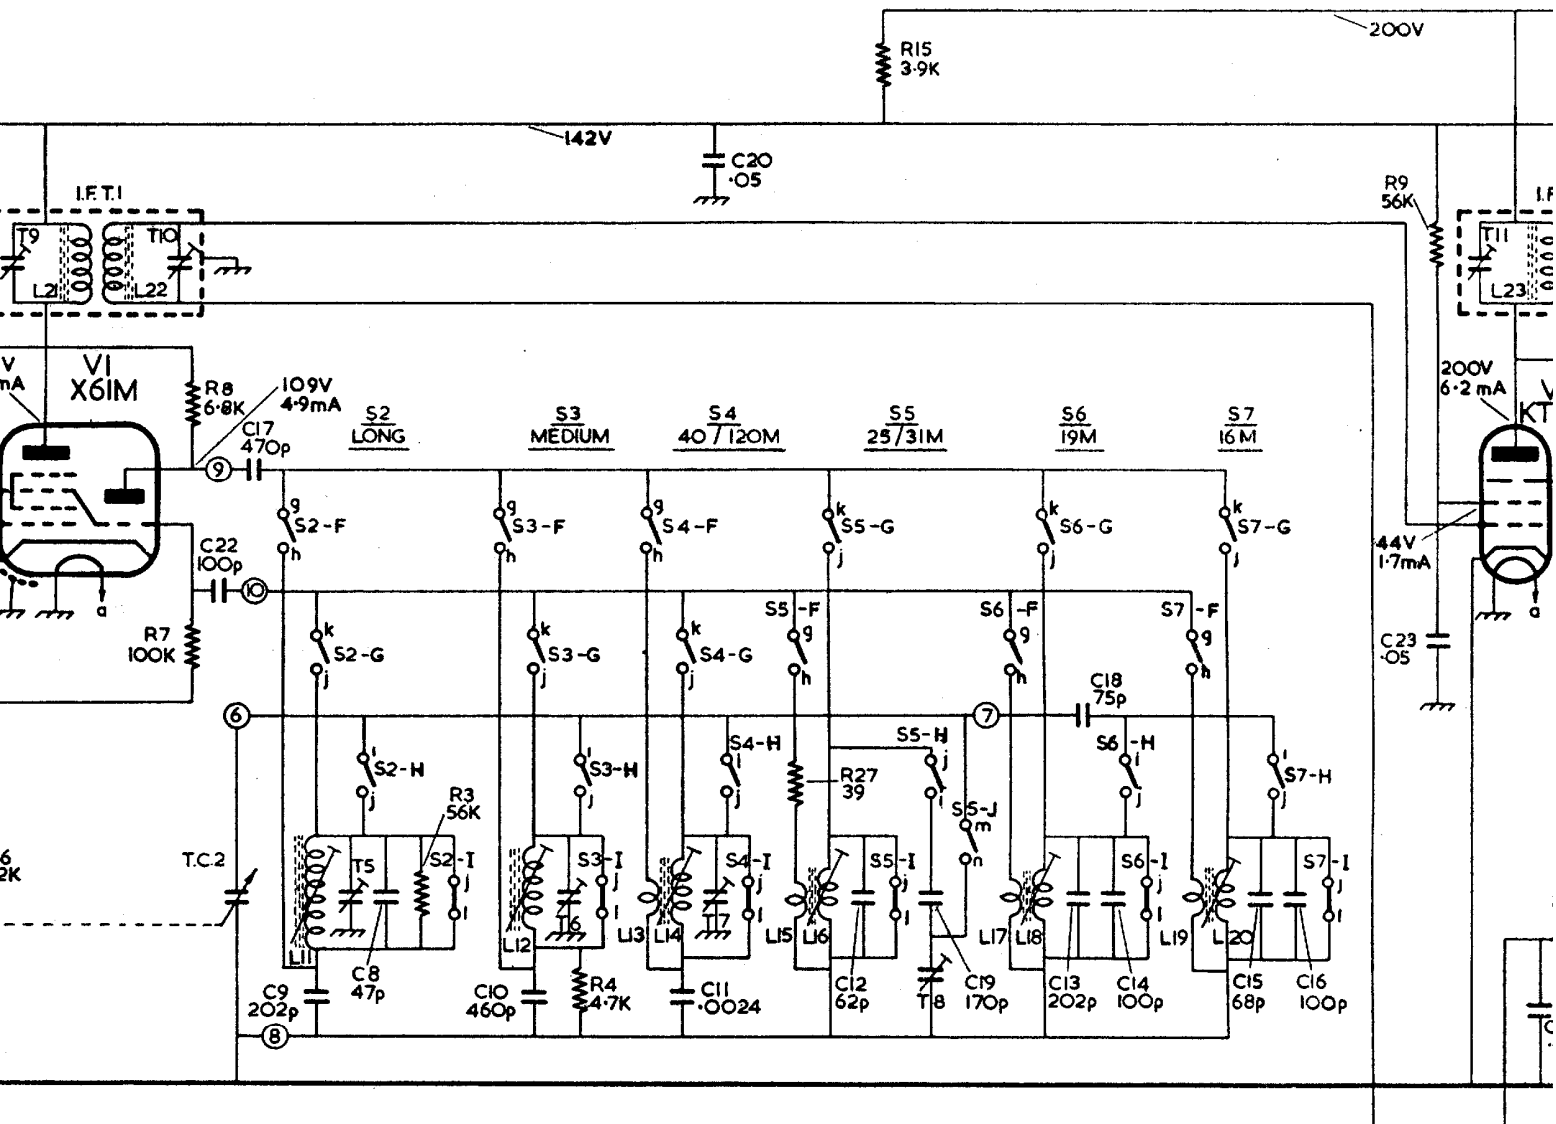 200V
R15
3·9K
142V
C20
·05
I.F.T.1
T9
T10
L21
L22
R9
56K
T11
L23
V
mA
V1
X61M
R8
6·8K
109V
4·9mA
C17
470p
9
S2
LONG
S3
MEDIUM
S4
40/120M
S5
25/31M
S6
19M
S7
16M
200V
6·2mA
V
KT
g
S2-F
h
g
S3-F
h
g
S4-F
h
k
S5-G
j
k
S6-G
j
k
S7-G
j
44V
1·7mA
C22
100p
10
a
a
R7
100K
k
S2-G
j
k
S3-G
j
k
S4-G
j
S5-F
g
h
S6-F
g
h
S7-F
g
h
C23
·05
6
7
C18
75p
i
S2-H
j
i
S3-H
j
S4-H
i
j
R27
39
S5-H
j
i
S5-J
m
n
S6-H
i
j
i
S7-H
j
R3
56K
6
2K
T.C.2
T5
S2-I
j
i
L11
S3-I
j
i
T6
L12
S4-I
j
i
T17
L13
L14
S5-I
j
i
L15
L16
S6-I
j
i
L17
L18
S7-I
j
i
L19
L20
C9
202p
C8
47p
C10
460p
R4
4·7K
C11
·0024
C12
62p
T18
C19
170p
C13
202p
C14
100p
C15
68p
C16
100p
8